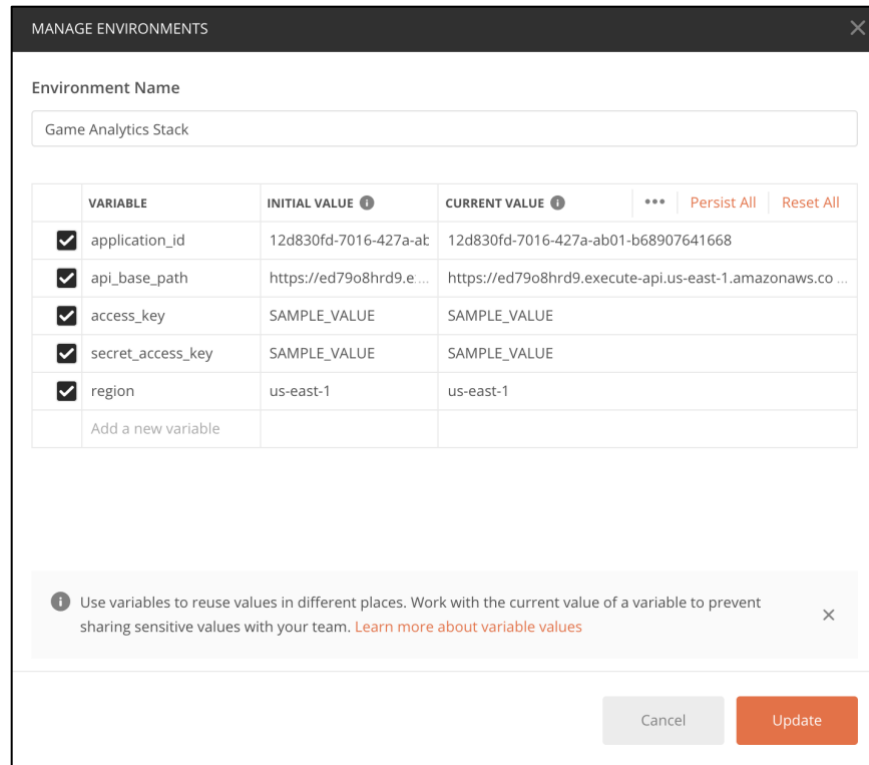 MANAGE ENVIRONMENTS
Environment Name
Game Analytics Stack
VARIABLE INITIAL VALUE CURRENT VALUE ••• Persist All Reset All
application_id 12d830fd-7016-427a-ab 12d830fd-7016-427a-ab01-b68907641668
api_base_path https://ed79o8hrd9.e... https://ed79o8hrd9.execute-api.us-east-1.amazonaws.co ...
access_key SAMPLE_VALUE SAMPLE_VALUE
secret_access_key SAMPLE_VALUE SAMPLE_VALUE
region us-east-1 us-east-1
Add a new variable
Use variables to reuse values in different places. Work with the current value of a variable to prevent
sharing sensitive values with your team. Learn more about variable values
Cancel Update